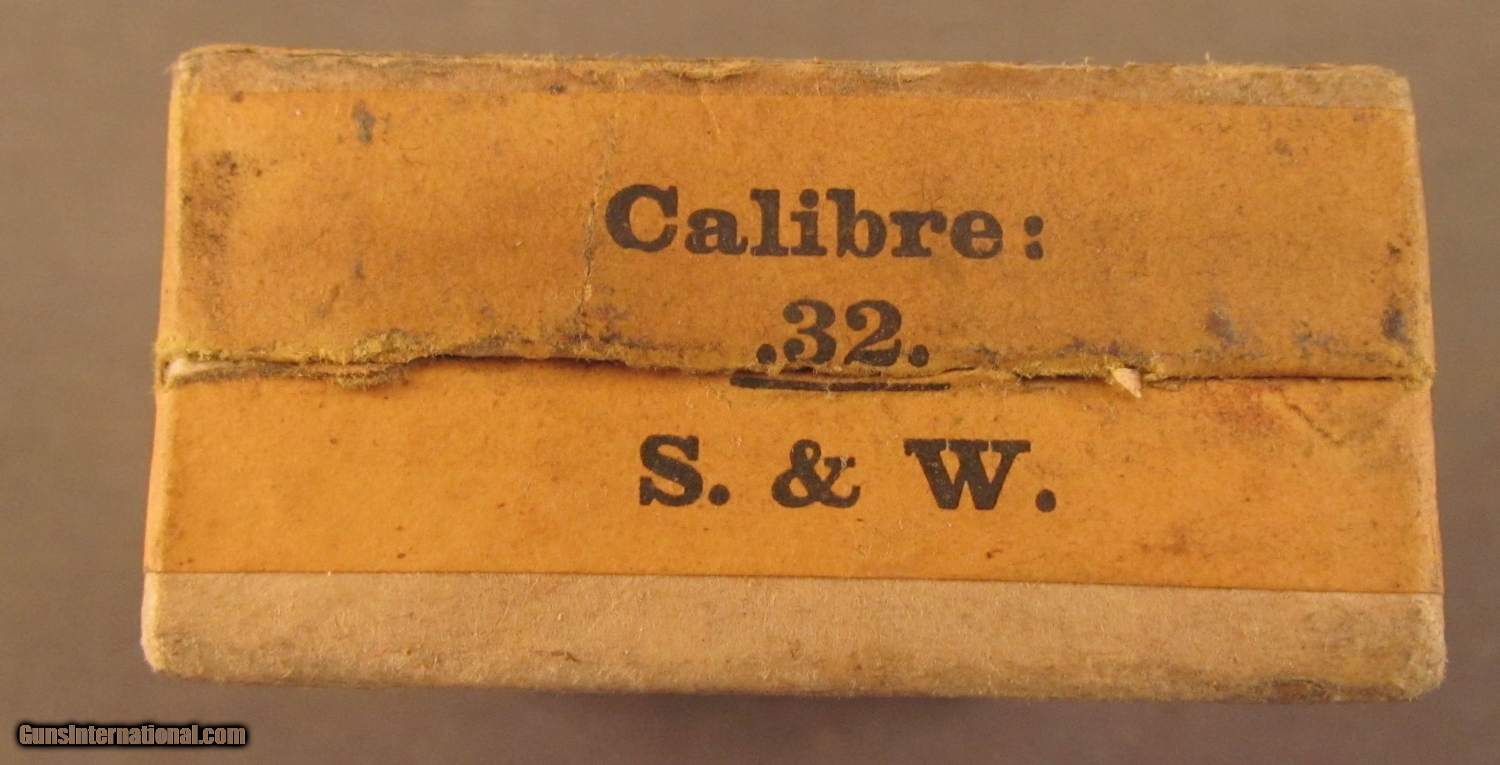 Calibre:
.32.
S. & W.
GunsInternational.com